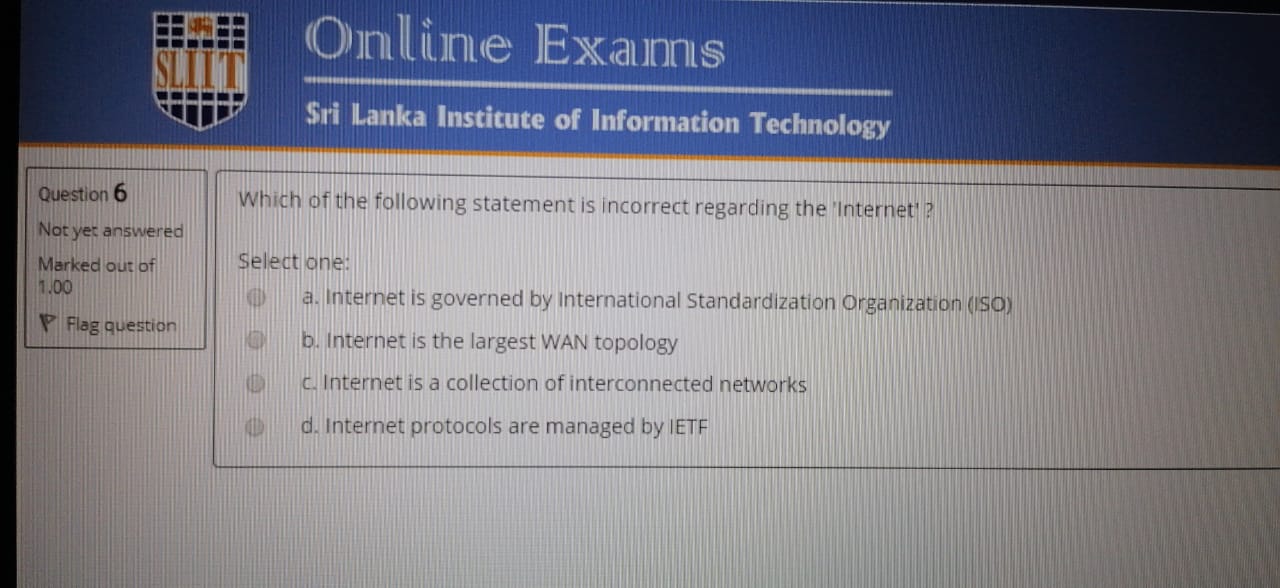 SLIIT
Online Exams
Sri Lanka Institute of Information Technology
Question 6
Not yet answered
Marked out of
1.00
Flag question
Which of the following statement is incorrect regarding the 'Internet' ?
Select one:
a. Internet is governed by International Standardization Organization (ISO)
b. Internet is the largest WAN topology
c. Internet is a collection of interconnected networks
d. Internet protocols are managed by IETF